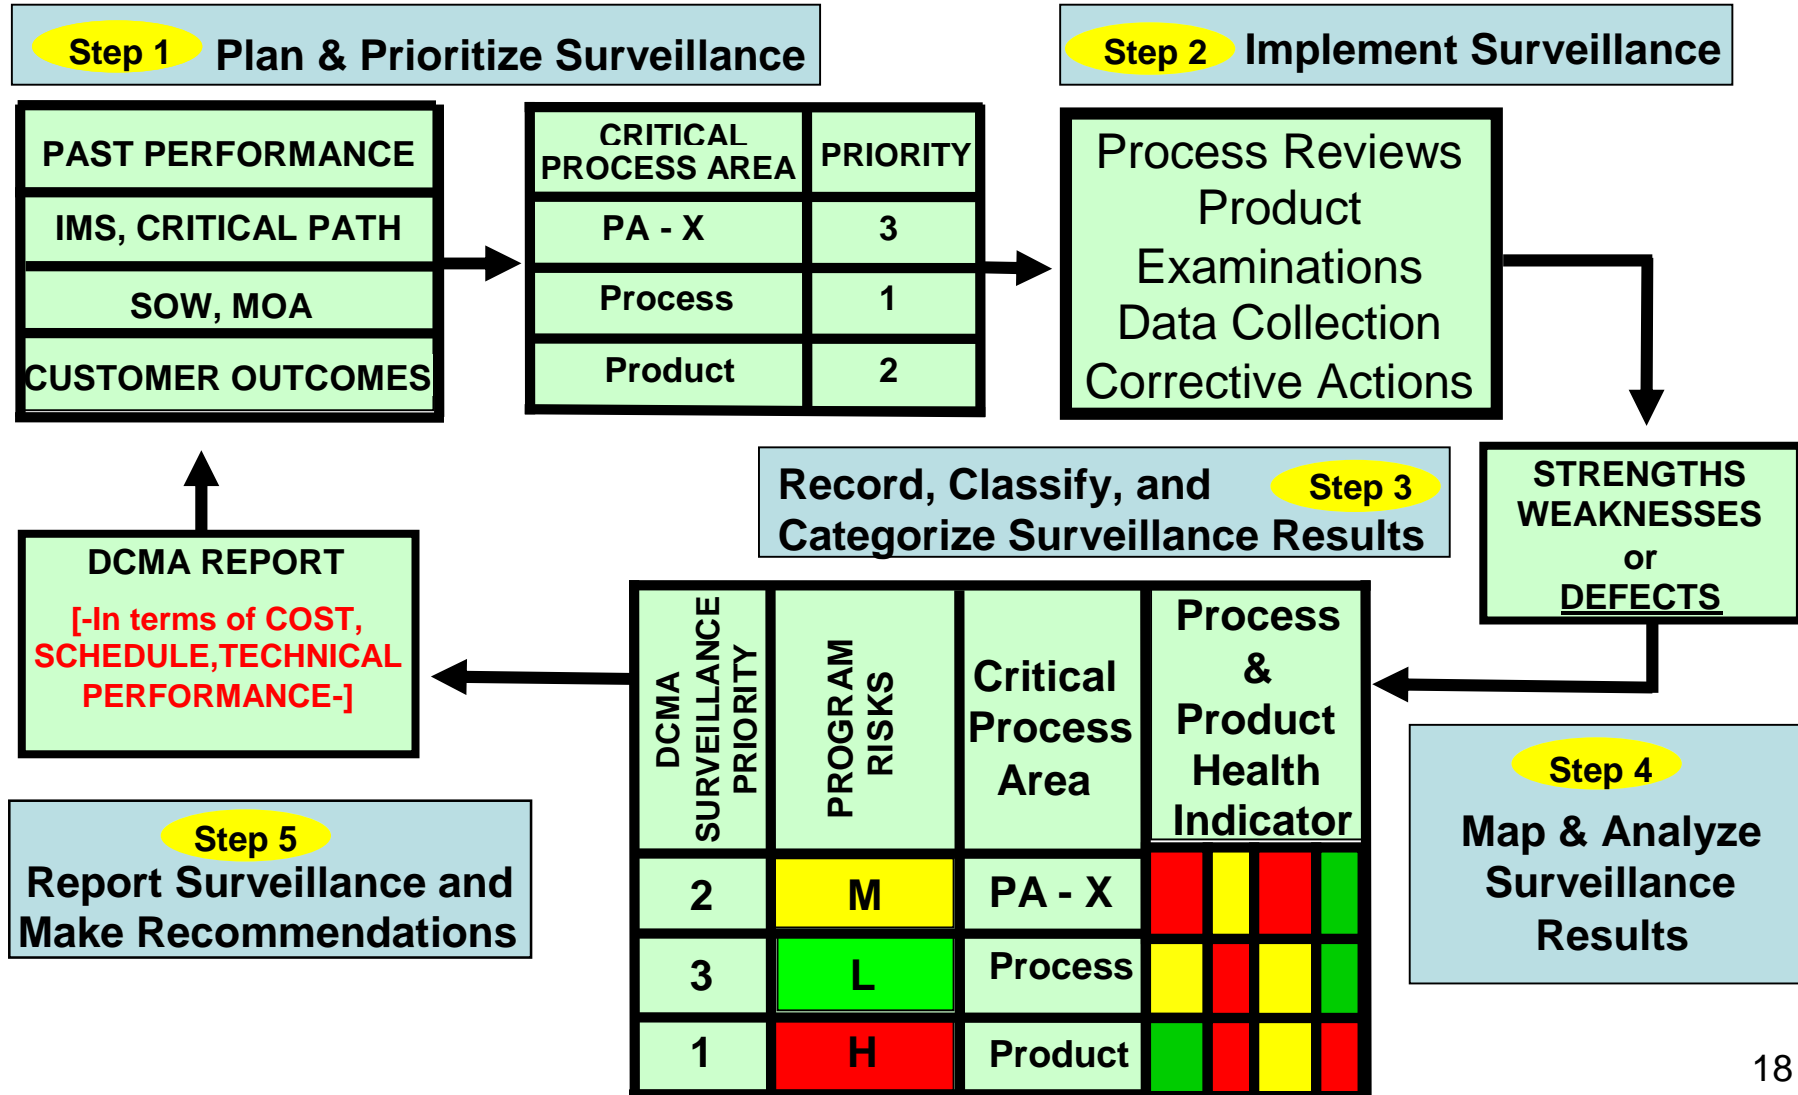 Step 1 Plan & Prioritize Surveillance
Step 2 Implement Surveillance
PAST PERFORMANCE
IMS, CRITICAL PATH
SOW, MOA
CUSTOMER OUTCOMES
CRITICAL
PROCESS AREA
PRIORITY
PA - X 3
Process 1
Product 2
Process Reviews
Product
Examinations
Data Collection
Corrective Actions
Record, Classify, and Step 3
Categorize Surveillance Results
STRENGTHS
WEAKNESSES
or
DEFECTS
DCMA REPORT
[-In terms of COST,
SCHEDULE,TECHNICAL
PERFORMANCE-]
DCMA
SURVEILLANCE
PRIORITY
PROGRAM
RISKS
Critical
Process
Area
Process
&
Product
Health
Indicator
2 M PA - X
3 L Process
1 H Product
Step 4
Map & Analyze
Surveillance
Results
Step 5
Report Surveillance and
Make Recommendations
18